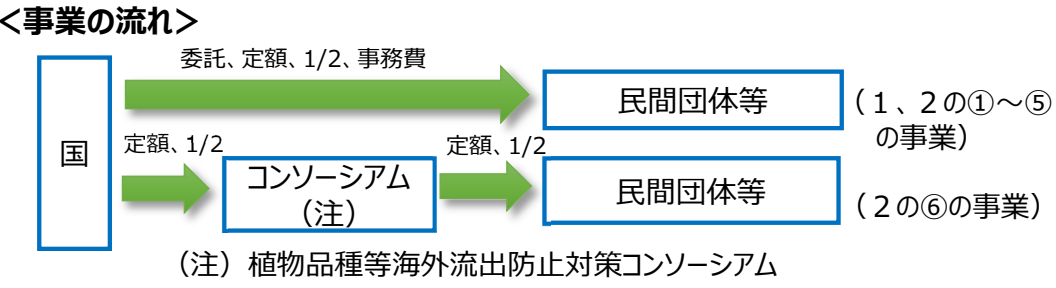 <事業の流れ>
委託、定額、1/2、事務費
国
民間団体等
（１、２の①～⑤
の事業）
定額、1/2
コンソーシアム
（注）
定額、1/2
民間団体等
（２の⑥の事業）
（注）植物品種等海外流出防止対策コンソーシアム